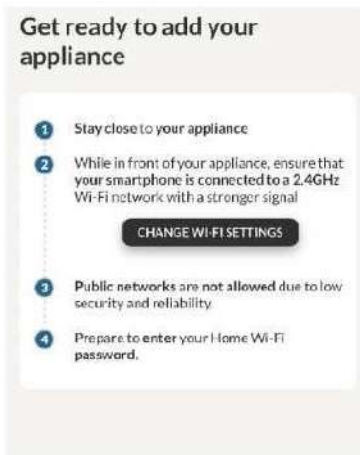 Get ready to add your
appliance
1 Stay close to your appliance
2 While in front of your appliance, ensure that
your smartphone is connected to a 2.4GHz
Wi-Fi network with a stronger signal
CHANGE WI-FI SETTINGS
3 Public networks are not allowed due to low
security and reliability
4 Prepare to enter your Home Wi-Fi
password.